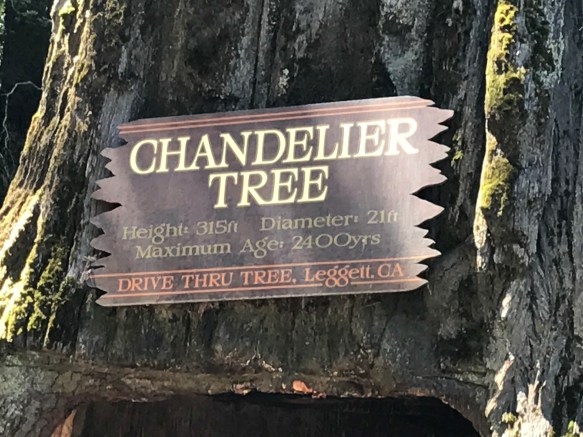 CHANDELIER
TREE
Height: 315ft Diameter: 21ft
Maximum Age: 2400yrs
DRIVE THRU TREE, Leggett, CA